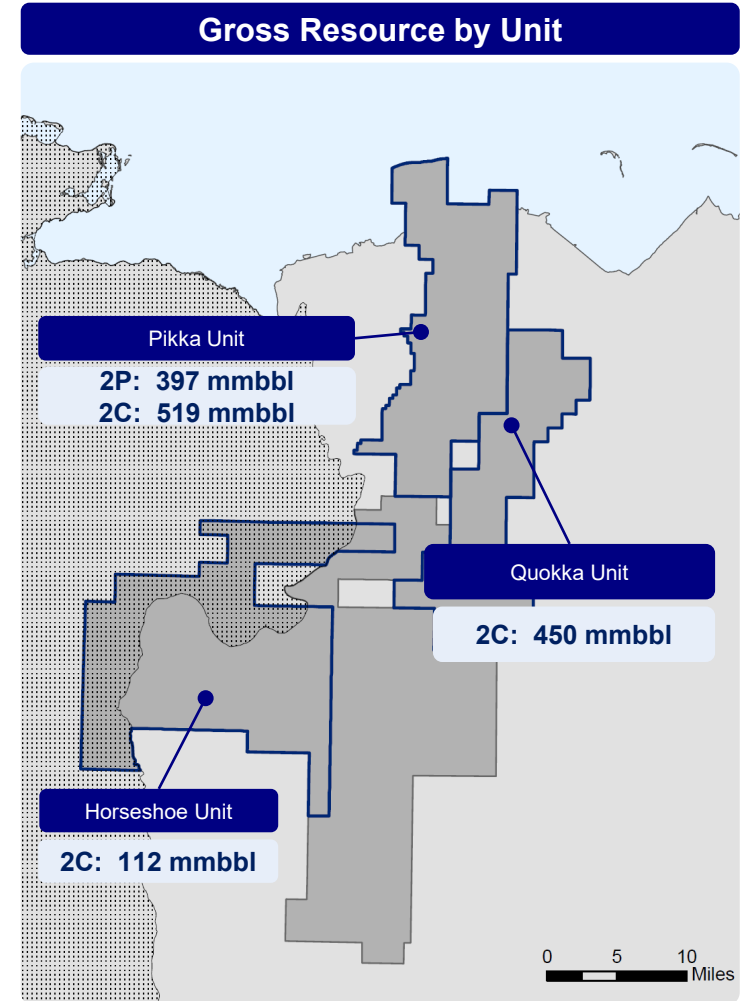 Gross Resource by Unit
Pikka Unit
2P: 397 mmbbl
2C: 519 mmbbl
Quokka Unit
2C: 450 mmbbl
Horseshoe Unit
2C: 112 mmbbl
0 5 10
Miles